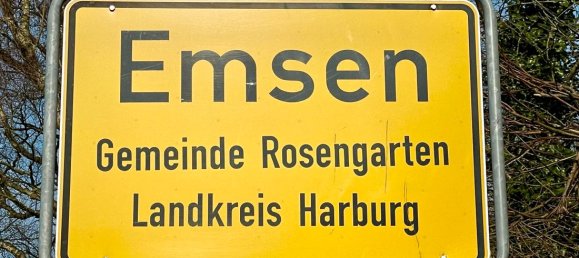 Emsen
Gemeinde Rosengarten
Landkreis Harburg